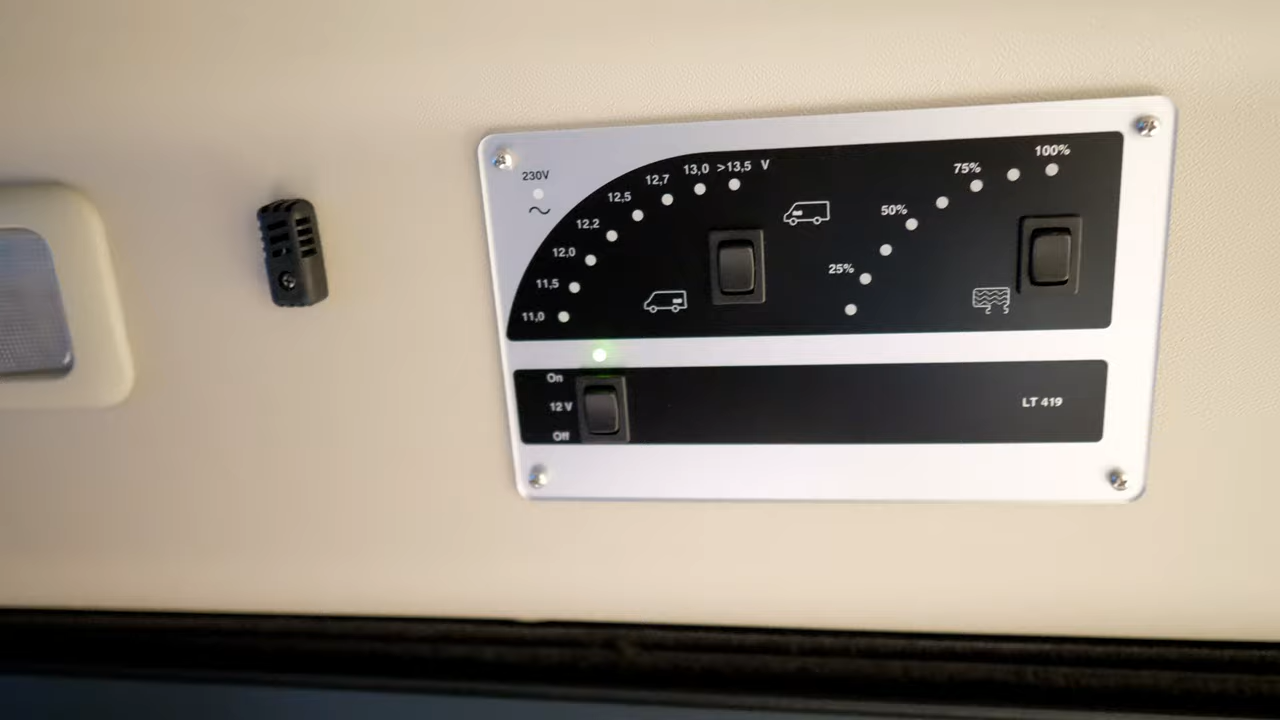 230V
11,0
11,5
12,0
12,2
12,5
12,7
13,0
>13,5 V
25%
50%
75%
100%
On
12 V
Off
LT 419